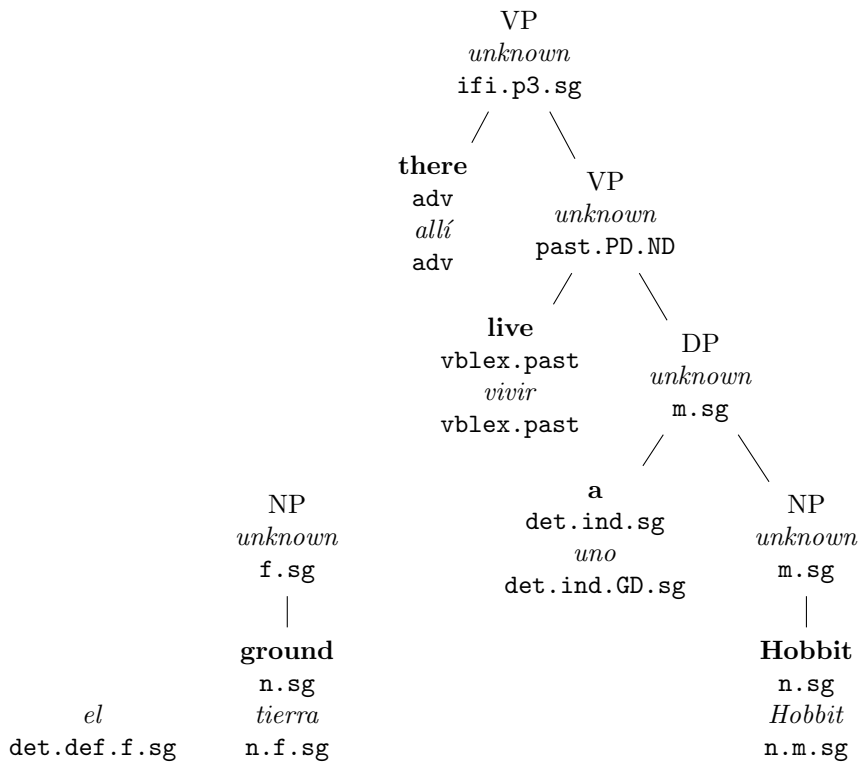 VP
unknown
ifi.p3.sg
there
adv
allí
adv
VP
unknown
past.PD.ND
live
vblex.past
vivir
vblex.past
DP
unknown
m.sg
a
det.ind.sg
uno
det.ind.GD.sg
NP
unknown
m.sg
Hobbit
n.sg
Hobbit
n.m.sg
NP
unknown
f.sg
ground
n.sg
tierra
n.f.sg
el
det.def.f.sg